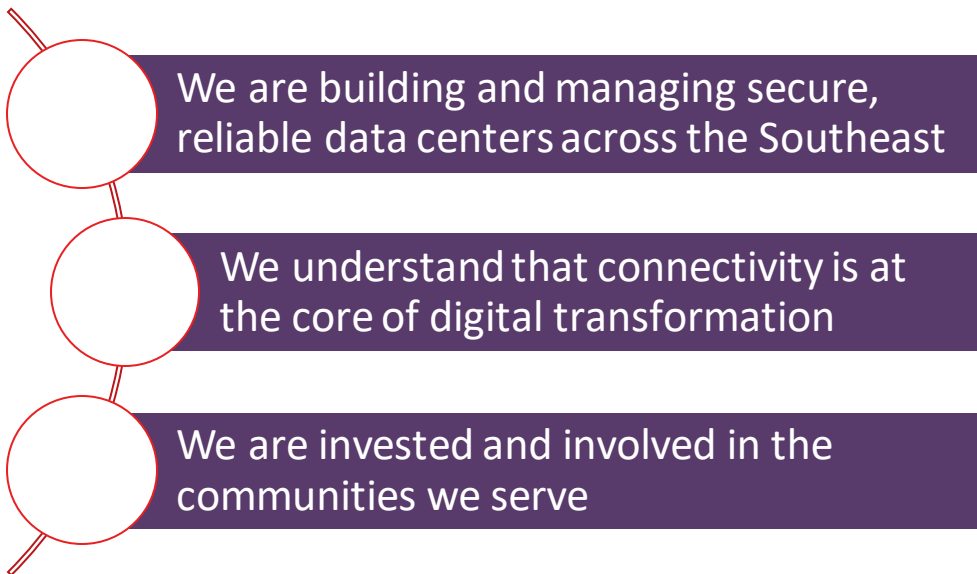 We are building and managing secure,
reliable data centers across the Southeast
We understand that connectivity is at
the core of digital transformation
We are invested and involved in the
communities we serve